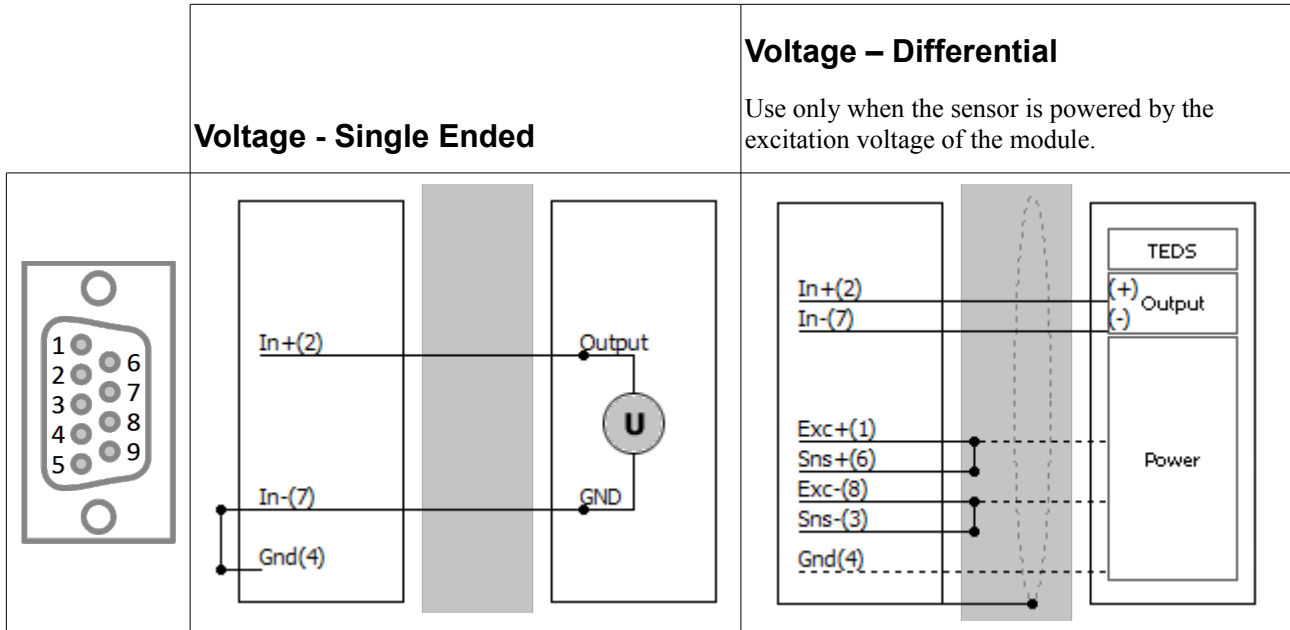 Voltage - Single Ended
Voltage – Differential
Use only when the sensor is powered by the
excitation voltage of the module.
1
2
3
4
5
6
7
8
9
In+(2)
In-(7)
Gnd(4)
Output
U
GND
In+(2)
In-(7)
Exc+(1)
Sns+(6)
Exc-(8)
Sns-(3)
Gnd(4)
TEDS
(+)
Output
(-)
Power